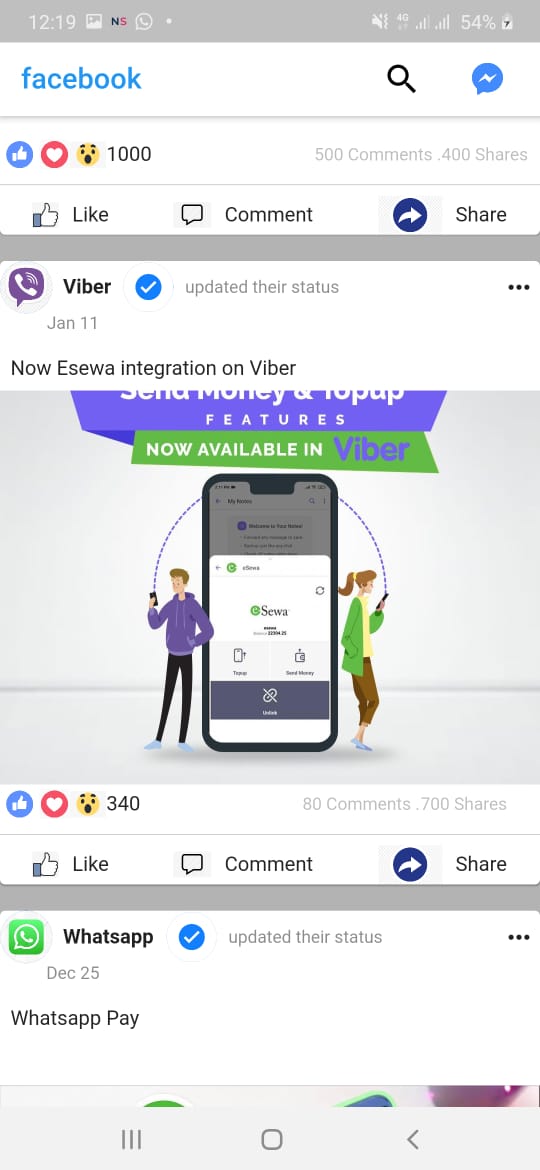 12:19 NS 4G 54%
facebook
1000 500 Comments .400 Shares
Like Comment Share
Viber updated their status
Jan 11
Now Esewa integration on Viber
Send Money & Topup
FEATURES
NOW AVAILABLE IN Viber
My Notes
Welcome to Your Notes!
eSewa
eSewa
esewa
Balance 22304.25
Topup Send Money
Unlink
340 80 Comments .700 Shares
Like Comment Share
Whatsapp updated their status
Dec 25
Whatsapp Pay